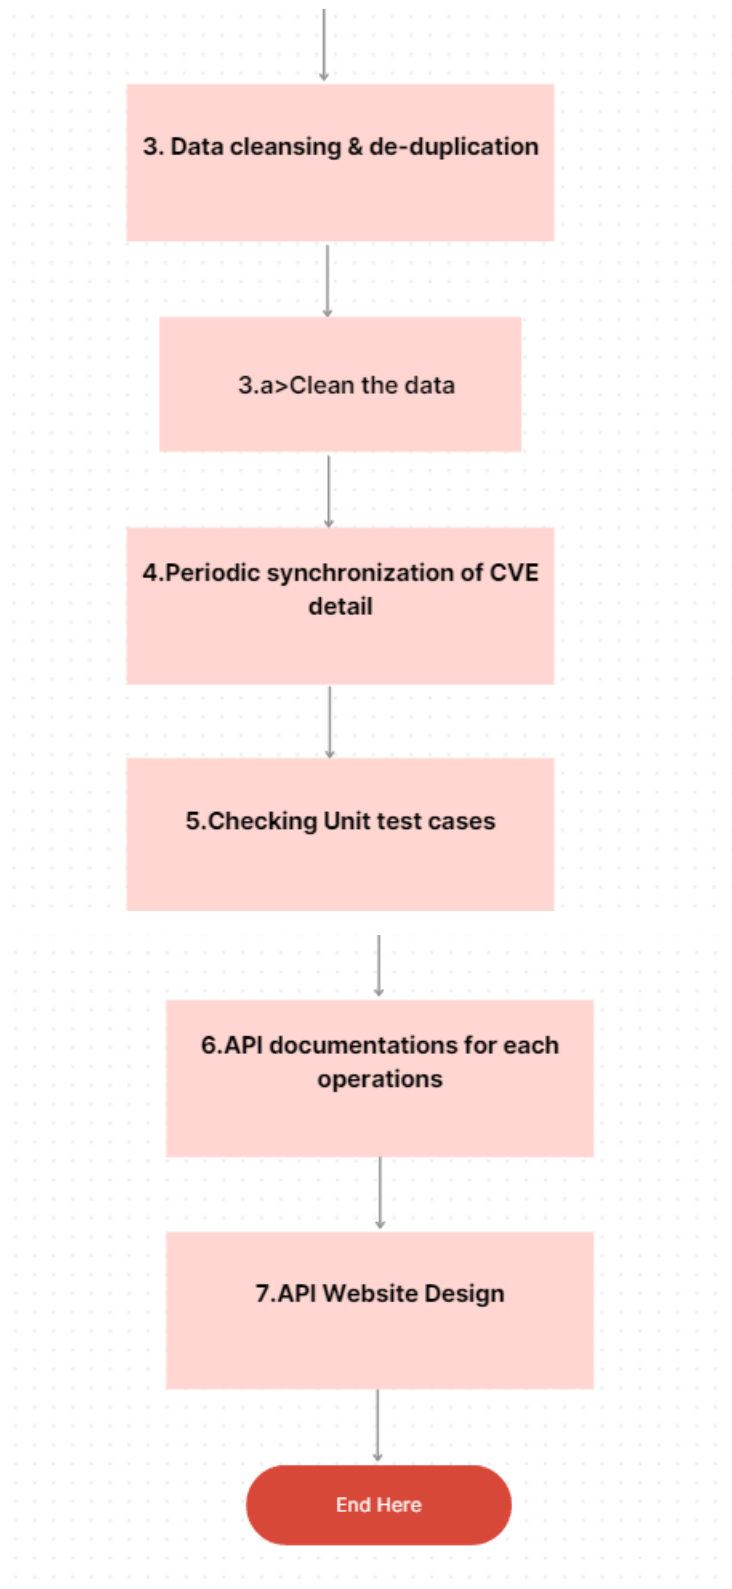 3. Data cleansing & de-duplication
3.a>Clean the data
4.Periodic synchronization of CVE
detail
5.Checking Unit test cases
6.API documentations for each
operations
7.API Website Design
End Here